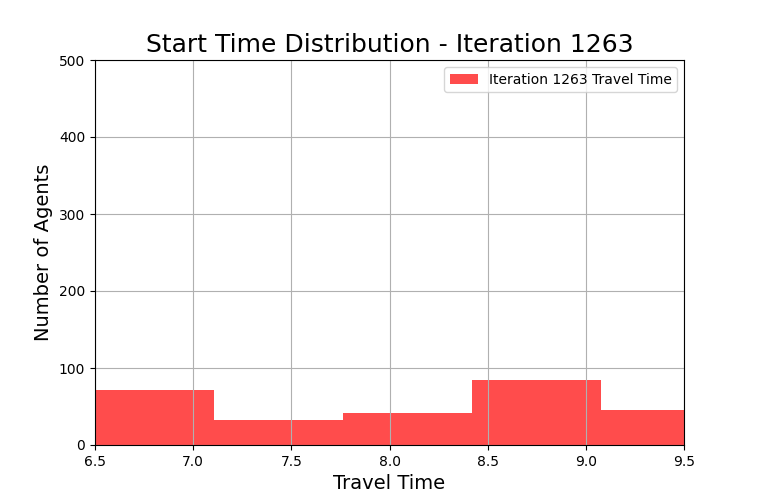 Start Time Distribution - Iteration 1263
Iteration 1263 Travel Time
Number of Agents
500
400
300
200
100
0
6.5 7.0 7.5 8.0 8.5 9.0 9.5
Travel Time